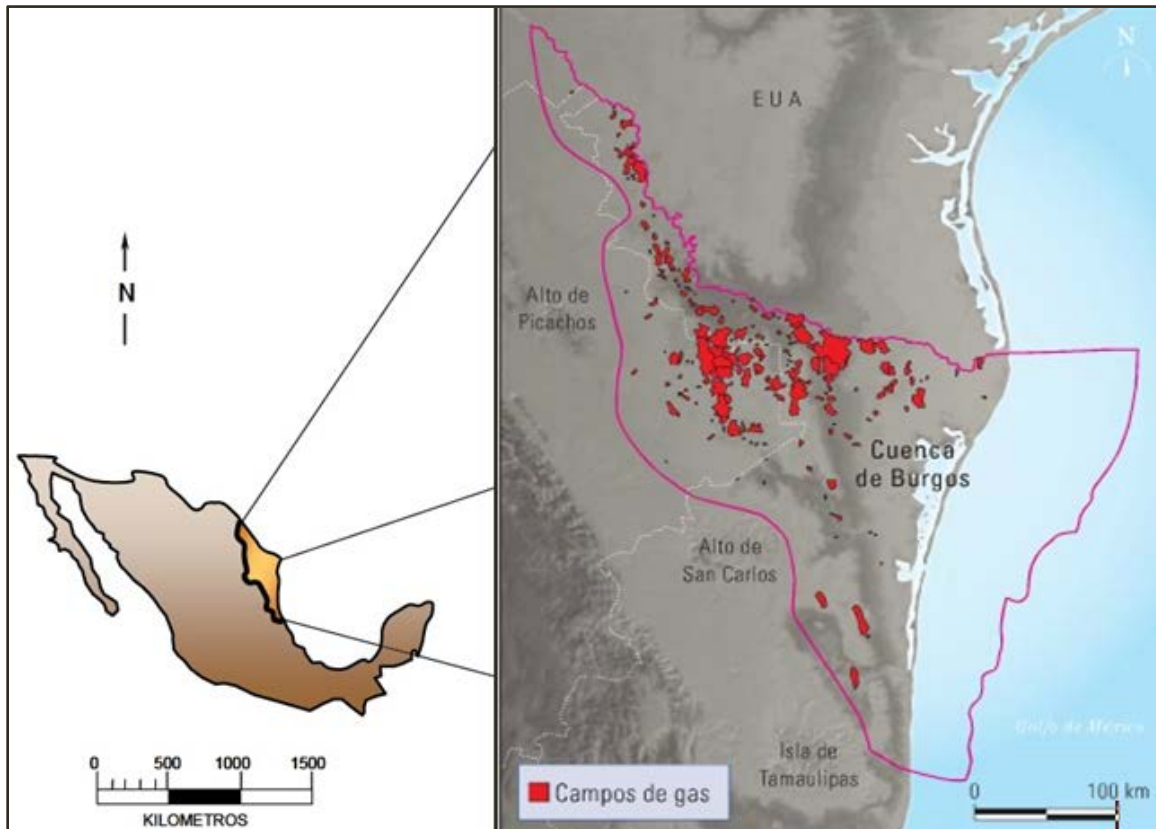 N
0 500 1000 1500
KILOMETROS
N
E U A
Alto de
Picachos
Cuenca
de Burgos
Alto de
San Carlos
Golfo de México
Isla de
Tamaulipas
Campos de gas
0 100 km